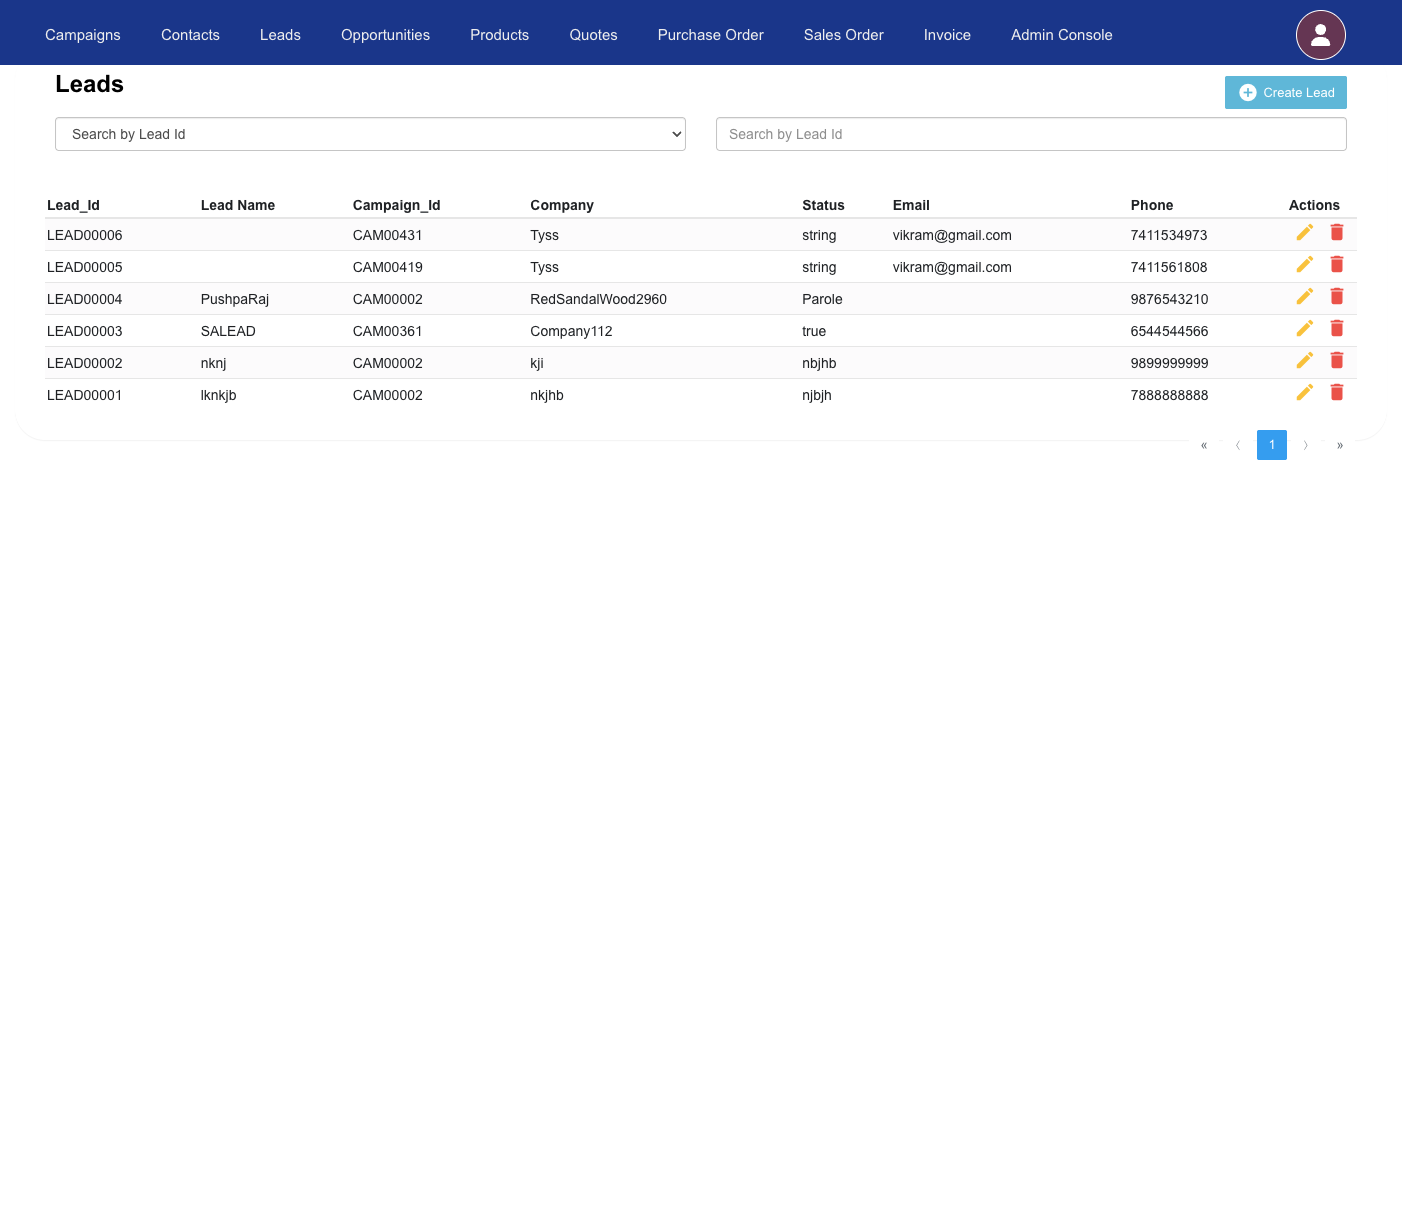 Campaigns Contacts Leads Opportunities Products Quotes Purchase Order Sales Order Invoice Admin Console
Leads
Create Lead
Search by Lead Id Search by Lead Id
Lead_Id Lead Name Campaign_Id Company Status Email Phone Actions
LEAD00006 CAM00431 Tyss string vikram@gmail.com 7411534973
LEAD00005 CAM00419 Tyss string vikram@gmail.com 7411561808
LEAD00004 PushpaRaj CAM00002 RedSandalWood2960 Parole 9876543210
LEAD00003 SALEAD CAM00361 Company112 true 6544544566
LEAD00002 nknj CAM00002 kji nbjhb 9899999999
LEAD00001 lknkjb CAM00002 nkjhb njbjh 7888888888
« ⟨ 1 ⟩ »